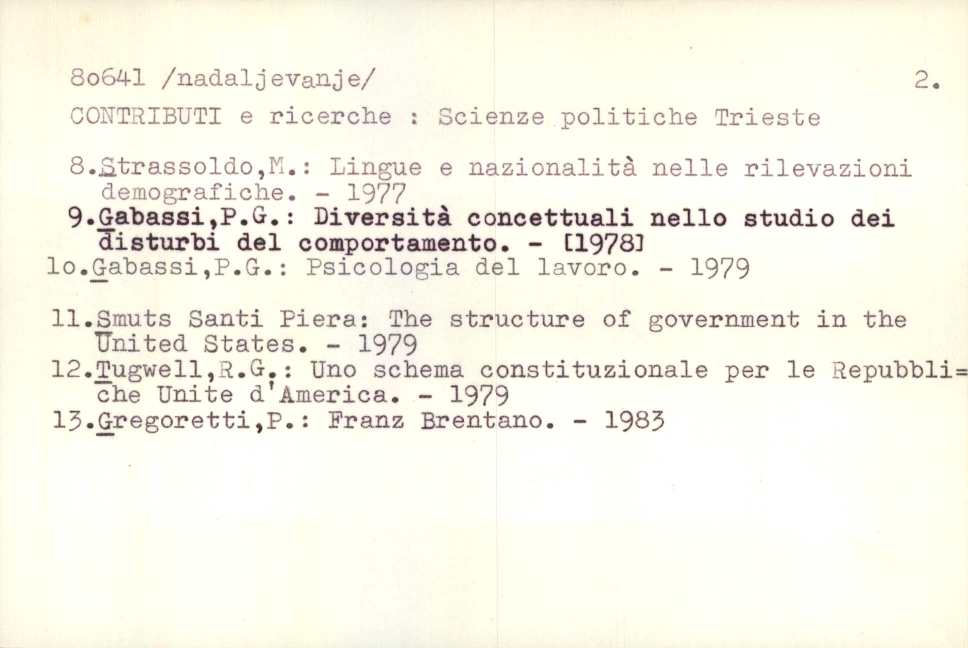 8o641 /nadaljevanje/ 2.
CONTRIBUTI e ricerche : Scienze politiche Trieste
8.Strassoldo,M.: Lingue e nazionalità nelle rilevazioni
demografiche. - 1977
9.Gabassi,P.G.: Diversità concettuali nello studio dei
disturbi del comportamento. - [1978]
lo.Gabassi,P.G.: Psicologia del lavoro. - 1979
11.Smuts Santi Piera: The structure of government in the
United States. - 1979
12.Tugwell,R.G.: Uno schema constituzionale per le Repubbli=
che Unite d'America. - 1979
13.Gregoretti,P.: Franz Brentano. - 1983